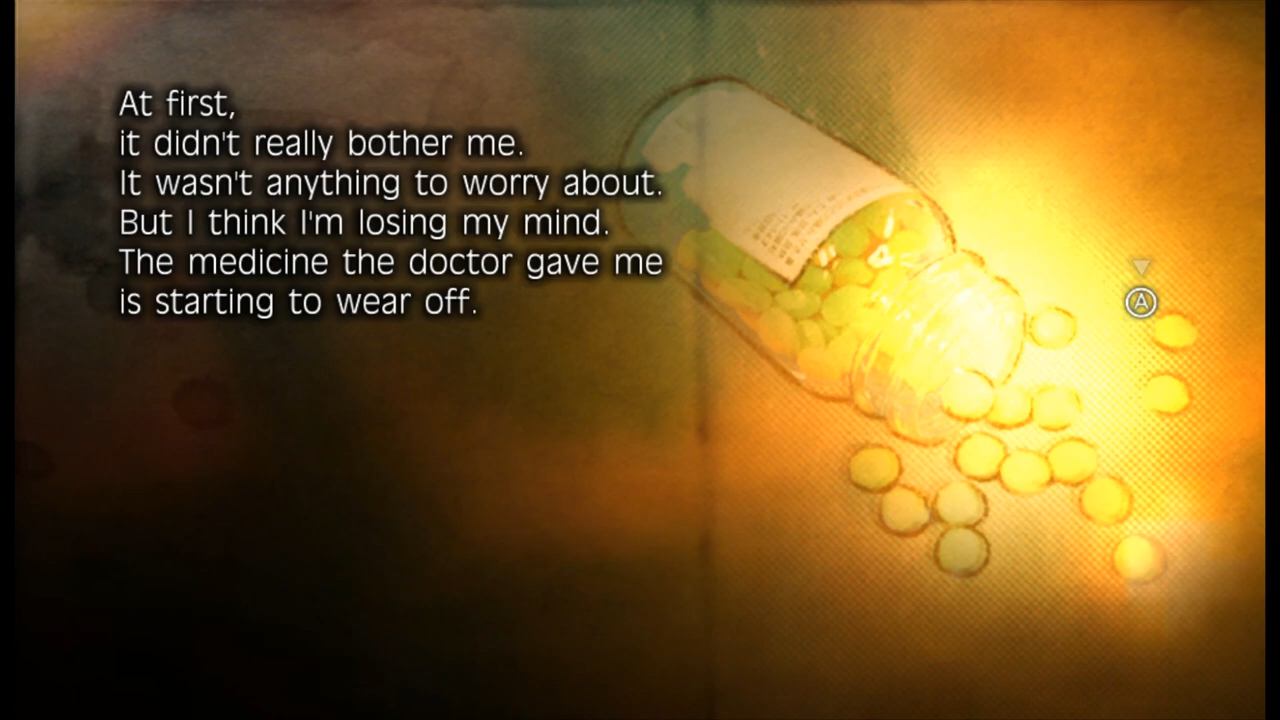 At first,
it didn't really bother me.
It wasn't anything to worry about.
But I think I'm losing my mind.
The medicine the doctor gave me
is starting to wear off.
A